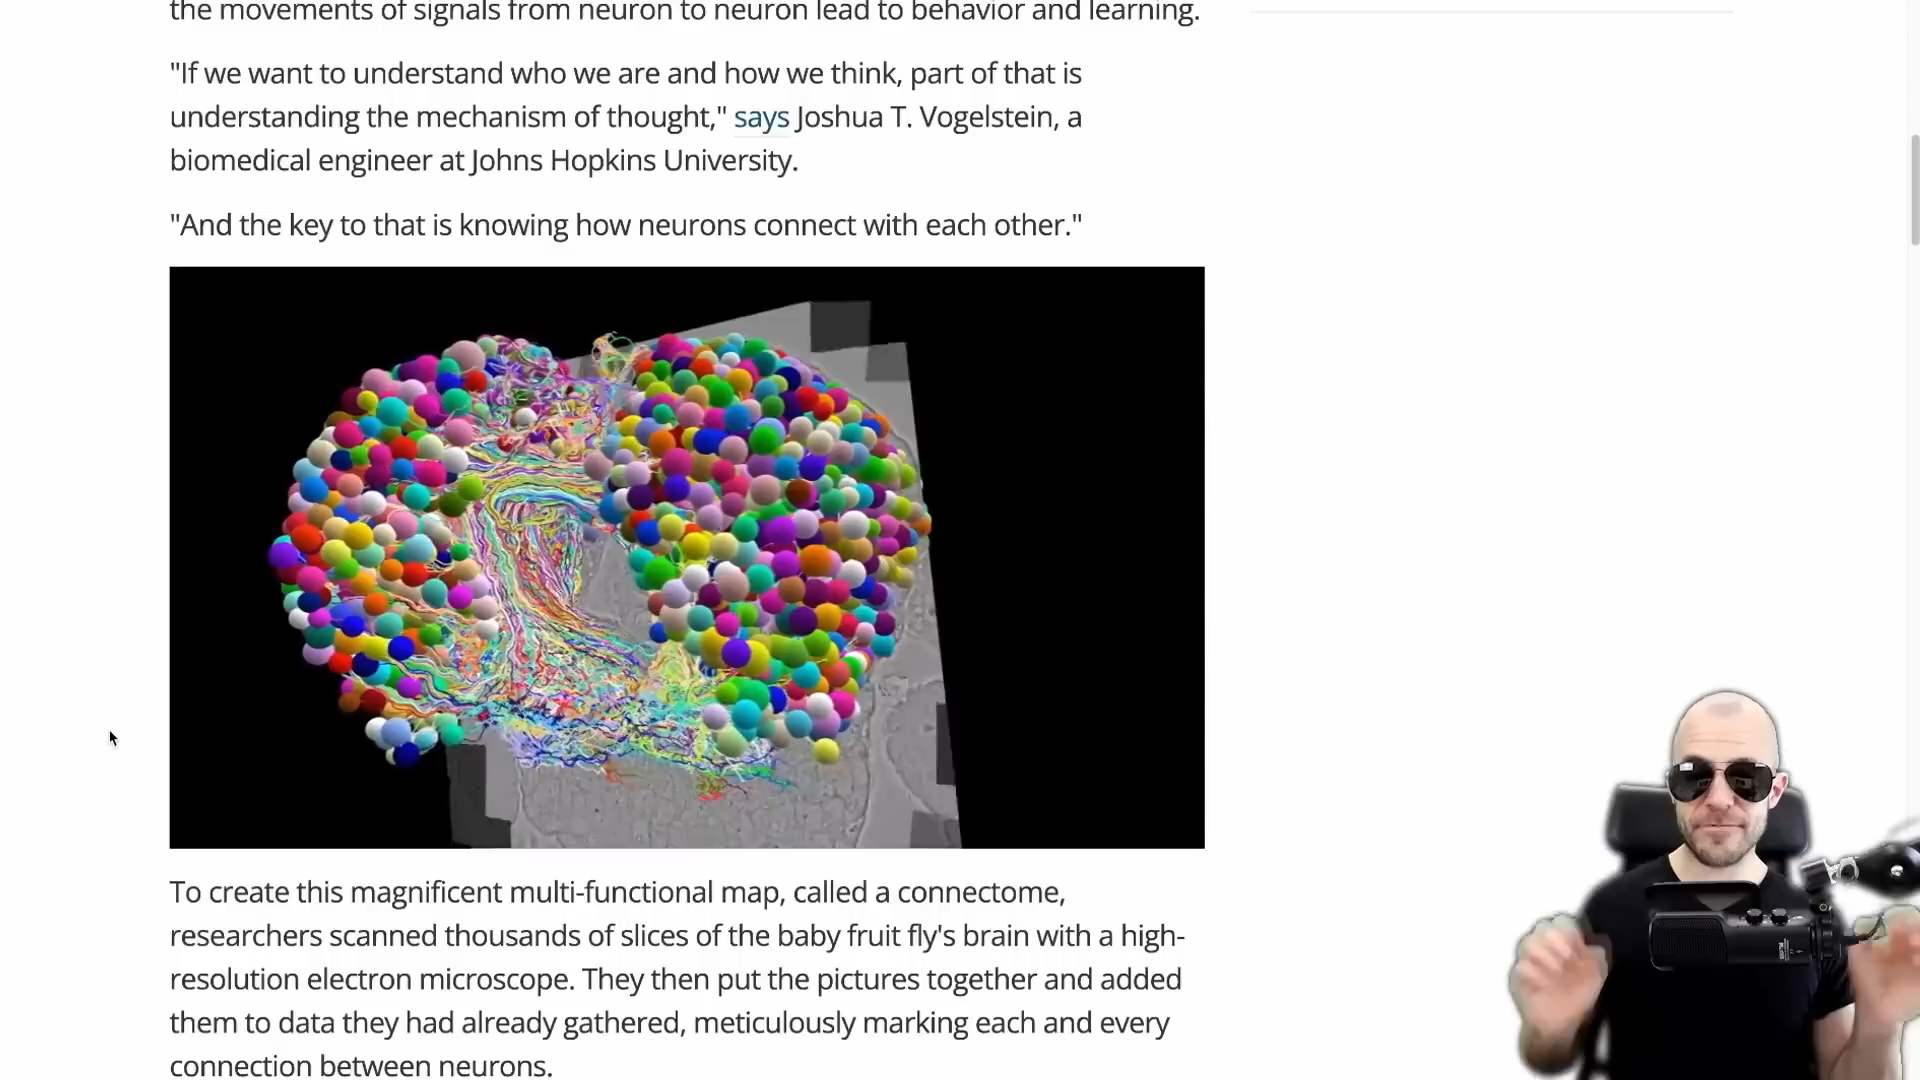 the movements of signals from neuron to neuron lead to behavior and learning.
"If we want to understand who we are and how we think, part of that is
understanding the mechanism of thought," says Joshua T. Vogelstein, a
biomedical engineer at Johns Hopkins University.
"And the key to that is knowing how neurons connect with each other."
To create this magnificent multi-functional map, called a connectome,
researchers scanned thousands of slices of the baby fruit fly's brain with a high-
resolution electron microscope. They then put the pictures together and added
them to data they had already gathered, meticulously marking each and every
connection between neurons.